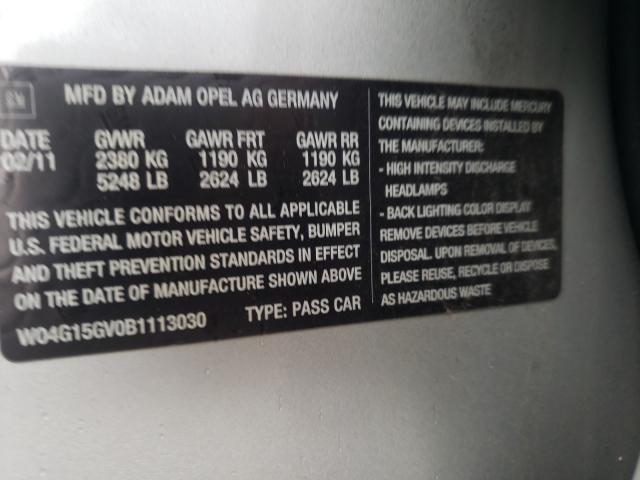 GM
MFD BY ADAM OPEL AG GERMANY
DATE GVWR GAWR FRT GAWR RR
02/11 2380 KG 1190 KG 1190 KG
5248 LB 2624 LB 2624 LB
THIS VEHICLE CONFORMS TO ALL APPLICABLE
U.S. FEDERAL MOTOR VEHICLE SAFETY, BUMPER
AND THEFT PREVENTION STANDARDS IN EFFECT
ON THE DATE OF MANUFACTURE SHOWN ABOVE
W04G15GV0B1113030 TYPE: PASS CAR
THIS VEHICLE MAY INCLUDE MERCURY
CONTAINING DEVICES INSTALLED BY
THE MANUFACTURER:
- HIGH INTENSITY DISCHARGE
HEADLAMPS
- BACK LIGHTING COLOR DISPLAY
REMOVE DEVICES BEFORE VEHICLE
DISPOSAL. UPON REMOVAL OF DEVICES,
PLEASE REUSE, RECYCLE OR DISPOSE
AS HAZARDOUS WASTE